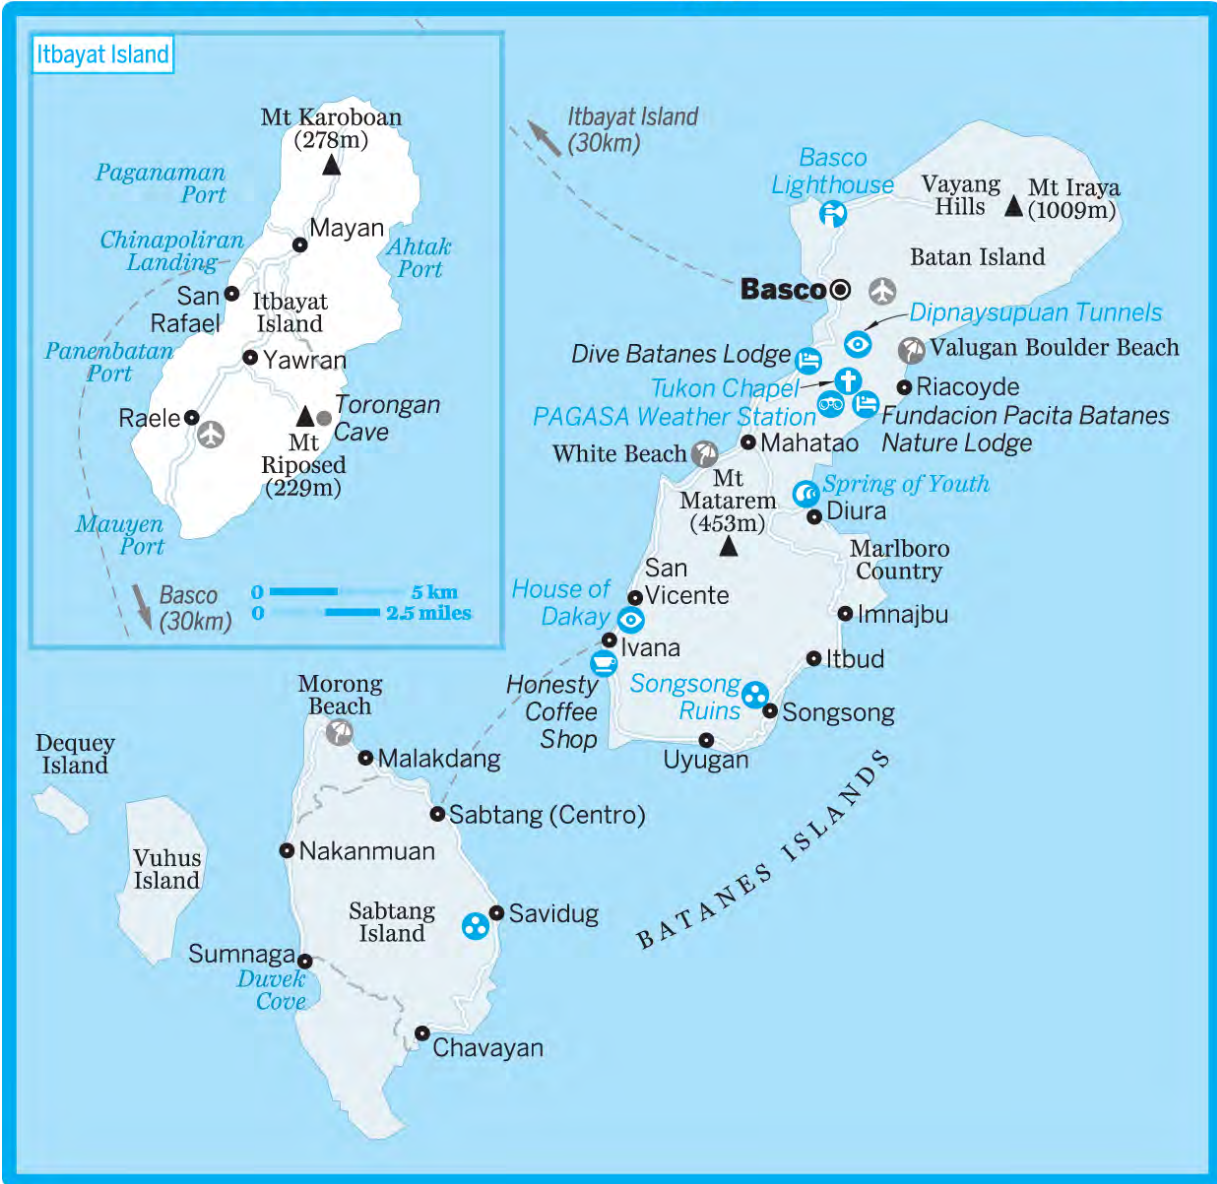 Itbayat Island
Mt Karoboan
(278m)
Paganaman
Port
Mayan
Chinapoliran
Landing
Ahtak
Port
San
Rafael
Itbayat
Island
Panenbatan
Port
Yawran
Raele
Torongan
Cave
Mt
Riposed
(229m)
Mauyen
Port
Basco
(30km)
0 5 km
0 2.5 miles
Itbayat Island
(30km)
Basco
Lighthouse
Vayang
Hills
Mt Iraya
(1009m)
Batan Island
Basco
Dipnaysupuan Tunnels
Dive Batanes Lodge
Valugan Boulder Beach
Tukon Chapel
Riacoyde
PAGASA Weather Station
Fundacion Pacita Batanes
Nature Lodge
Mahatao
White Beach
Mt
Matarem
(453m)
Spring of Youth
Diura
Marlboro
Country
San
Vicente
House of
Dakay
Imnajbu
Ivana
Itbud
Honesty
Coffee
Shop
Songsong
Ruins
Songsong
Uyugan
Morong
Beach
Dequey
Island
Malakdang
Sabtang (Centro)
Vuhus
Island
Nakanmuan
Sabtang
Island
Savidug
Sumnaga
Duvek
Cove
Chavayan
BATANES ISLANDS